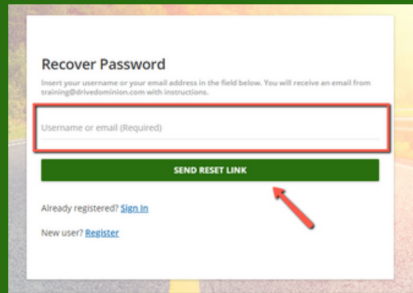 Recover Password
Insert your username or your email address in the field below. You will receive an email from
training@drivedominion.com with instructions.
Username or email (Required)
SEND RESET LINK
Already registered? Sign In
New user? Register